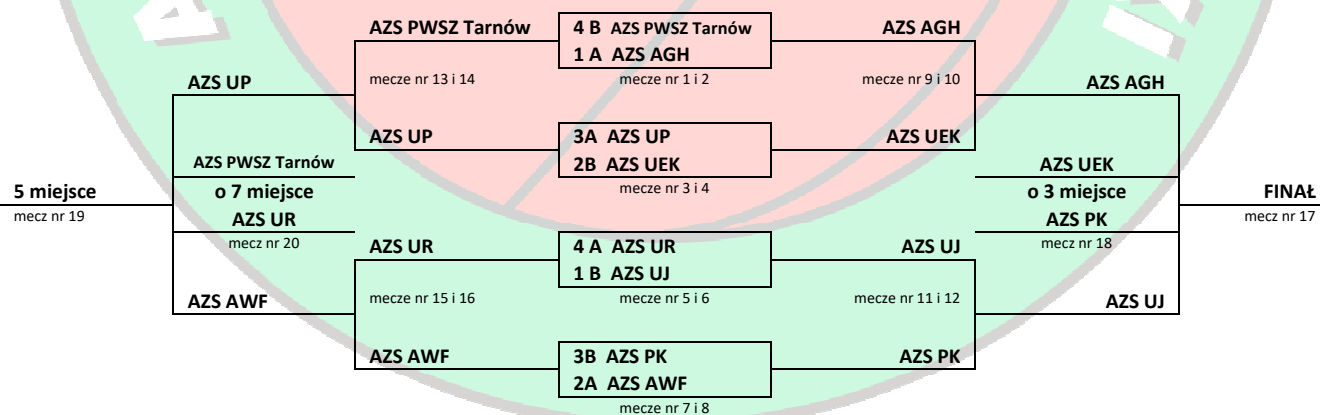 AZS PWSZ Tarnów
4 B AZS PWSZ Tarnów
AZS AGH
1 A AZS AGH
mecze nr 13 i 14
mecze nr 1 i 2
mecze nr 9 i 10
AZS UP
AZS AGH
AZS UP
3A AZS UP
AZS UEK
2B AZS UEK
AZS PWSZ Tarnów
AZS UEK
mecze nr 3 i 4
5 miejsce
o 7 miejsce
o 3 miejsce
FINAŁ
mecz nr 19
AZS UR
AZS PK
mecz nr 17
mecz nr 20
mecz nr 18
AZS UR
4 A AZS UR
AZS UJ
1 B AZS UJ
AZS AWF
mecze nr 15 i 16
mecze nr 5 i 6
mecze nr 11 i 12
AZS UJ
AZS AWF
3B AZS PK
AZS PK
2A AZS AWF
mecze nr 7 i 8